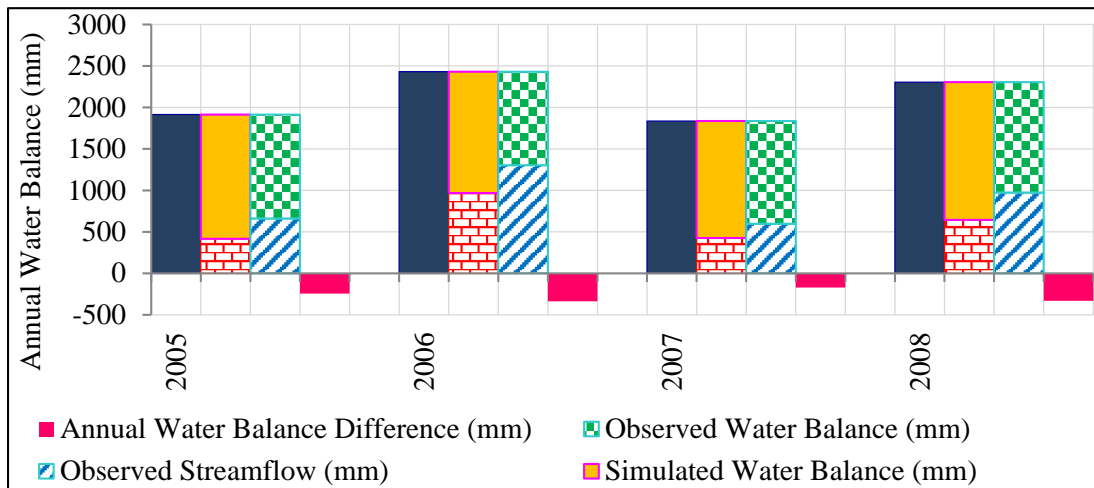 Annual Water Balance (mm)
3000
2500
2000
1500
1000
500
0
-500
2005
2006
2007
2008
Annual Water Balance Difference (mm)
Observed Water Balance (mm)
Observed Streamflow (mm)
Simulated Water Balance (mm)